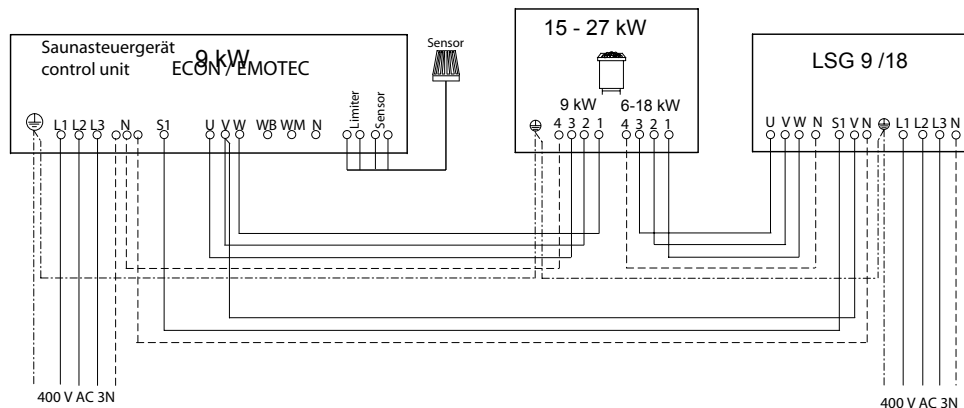 Saunasteuergerät
control unit
9 kW
ECON / EMOTEC
L1 L2 L3 N S1 U V W WB WM N
Limiter
Sensor
Sensor
15 - 27 kW
9 kW 6-18 kW
4 3 2 1 4 3 2 1
LSG 9 /18
U V W N S1 V N L1 L2 L3 N
400 V AC 3N
400 V AC 3N